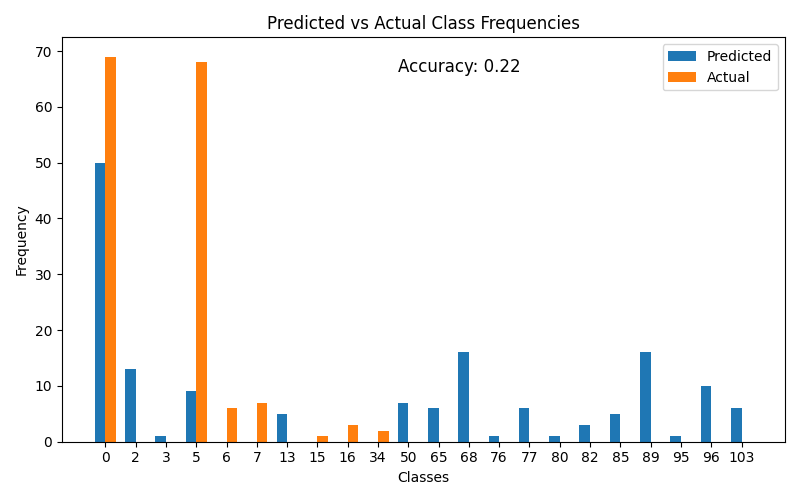 Predicted vs Actual Class Frequencies
Accuracy: 0.22
Predicted
Actual
Frequency
70
60
50
40
30
20
10
0
0 2 3 5 6 7 13 15 16 34 50 65 68 76 77 80 82 85 89 95 96 103
Classes